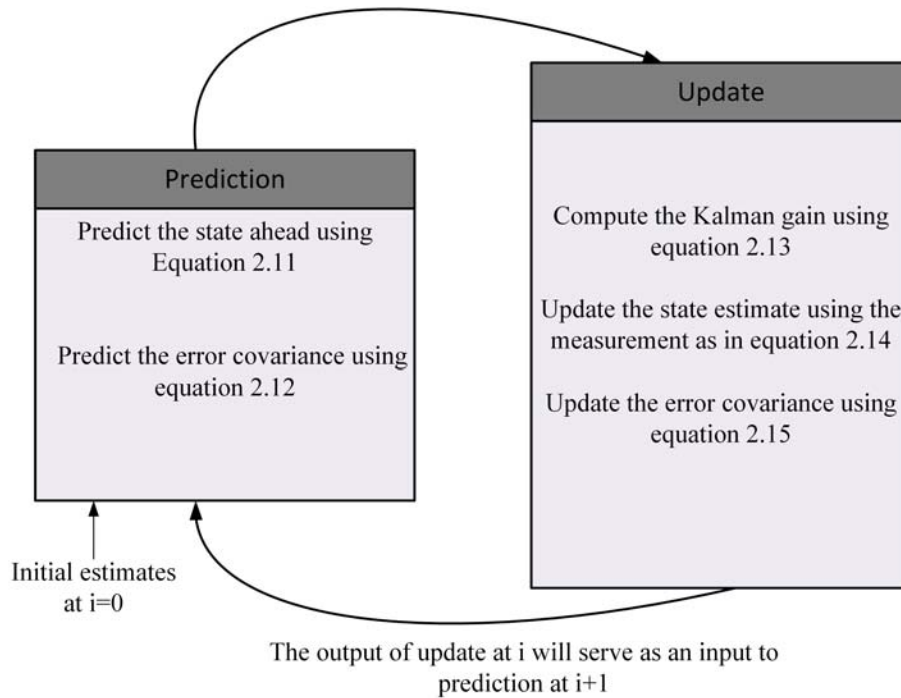 Prediction
Predict the state ahead using
Equation 2.11
Predict the error covariance using
equation 2.12
Initial estimates
at i=0
Update
Compute the Kalman gain using
equation 2.13
Update the state estimate using the
measurement as in equation 2.14
Update the error covariance using
equation 2.15
The output of update at i will serve as an input to
prediction at i+1